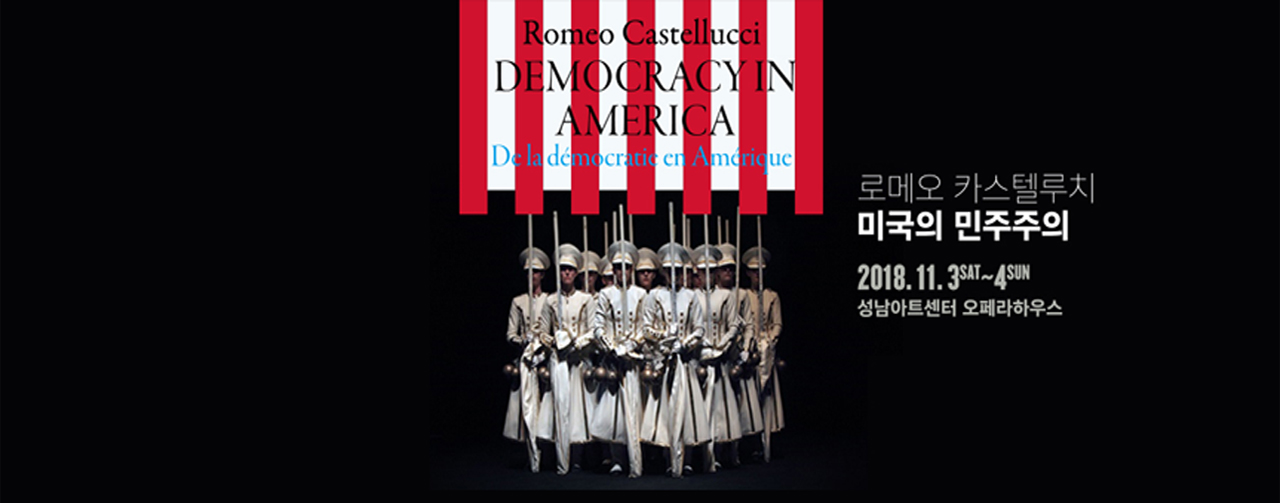 Romeo Castellucci
DEMOCRACY IN
AMERICA
De la démocratie en Amérique
로메오 카스텔루치
미국의 민주주의
2018. 11. 3SAT~4SUN
성남아트센터 오페라하우스